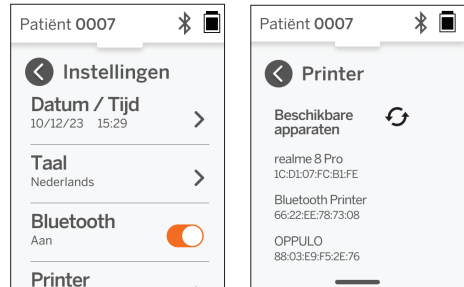 Patiënt 0007
Instellingen
Datum / Tijd
10/12/23 15:29
Taal
Nederlands
Bluetooth
Aan
Printer
Patiënt 0007
Printer
Beschikbare
apparaten
realme 8 Pro
1C:D1:07:FC:B1:FE
Bluetooth Printer
66:22:EE:78:73:08
OPPULO
88:03:E9:F5:2E:76